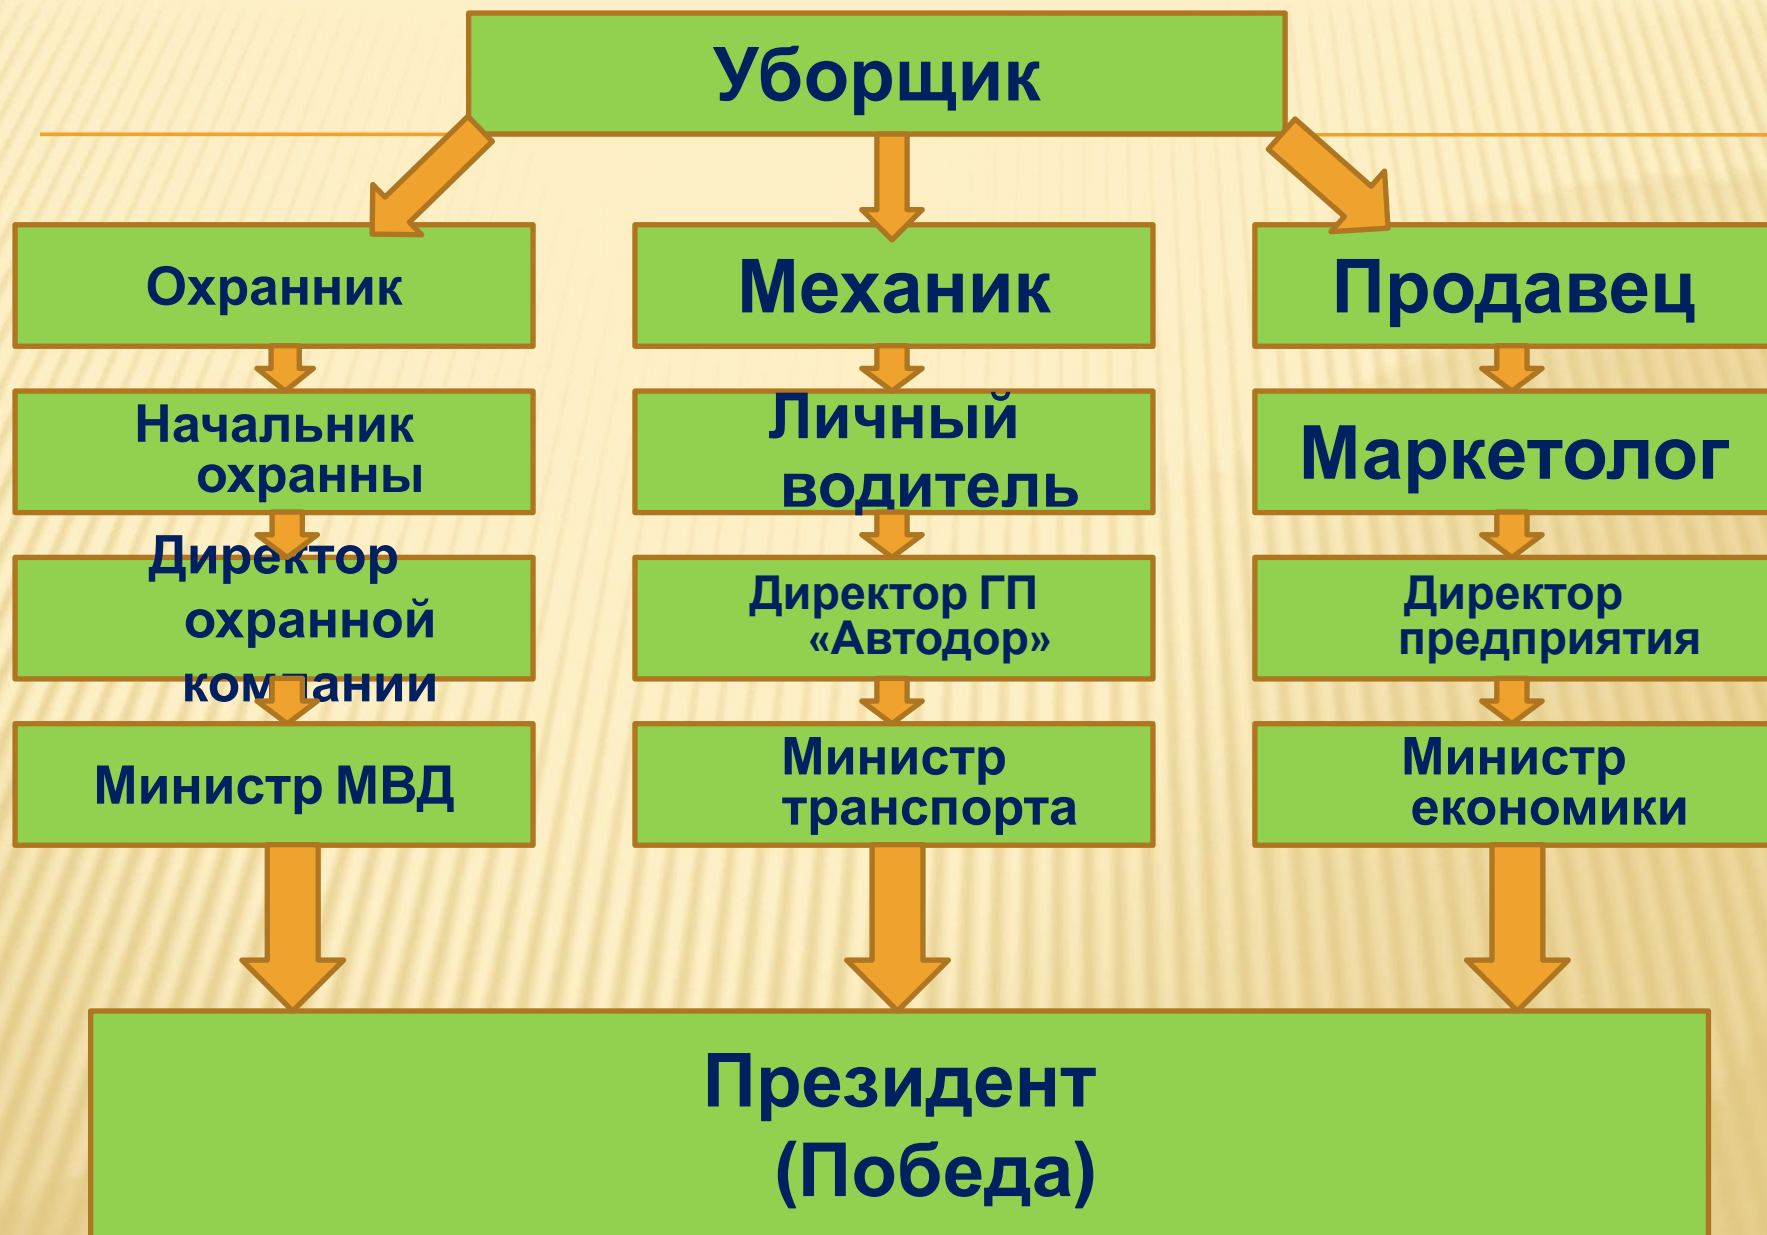 Уборщик
Охранник
Механик
Продавец
Начальник
охранны
Личный
водитель
Маркетолог
Директор
охранной
компании
Директор ГП
«Автодор»
Директор
предприятия
Министр МВД
Министр
транспорта
Министр
економики
Президент
(Победа)